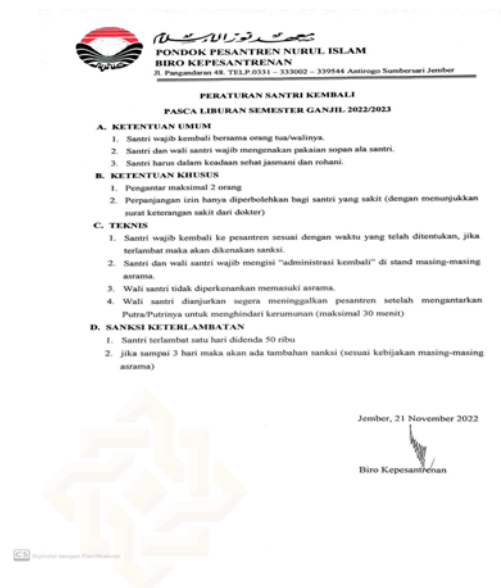 PONDOK PESANTREN NURUL ISLAM
BIRO KEPESANTRENAN
Jl. Pangandaran 48. TELP.0331 – 333002 – 339544 Antirogo Sumbersari Jember
PERATURAN SANTRI KEMBALI
PASCA LIBURAN SEMESTER GANJIL 2022/2023
A. KETENTUAN UMUM
1. Santri wajib kembali bersama orang tua/walinya.
2. Santri dan wali santri wajib mengenakan pakaian sopan ala santri.
3. Santri harus dalam keadaan sehat jasmani dan rohani.
B. KETENTUAN KHUSUS
1. Pengantar maksimal 2 orang
2. Perpanjangan izin hanya diperbolehkan bagi santri yang sakit (dengan menunjukkan
surat keterangan sakit dari dokter)
C. TEKNIS
1. Santri wajib kembali ke pesantren sesuai dengan waktu yang telah ditentukan, jika
terlambat maka akan dikenakan sanksi.
2. Santri dan wali santri wajib mengisi “administrasi kembali” di stand masing-masing
asrama.
3. Wali santri tidak diperkenankan memasuki asrama.
4. Wali santri dianjurkan segera meninggalkan pesantren setelah mengantarkan
Putra/Putrinya untuk menghindari kerumunan (maksimal 30 menit)
D. SANKSI KETERLAMBATAN
1. Santri terlambat satu hari didenda 50 ribu
2. jika sampai 3 hari maka akan ada tambahan sanksi (sesuai kebijakan masing-masing
asrama)
Jember, 21 November 2022
Biro Kepesantrenan
CS Dipindai dengan CamScanner